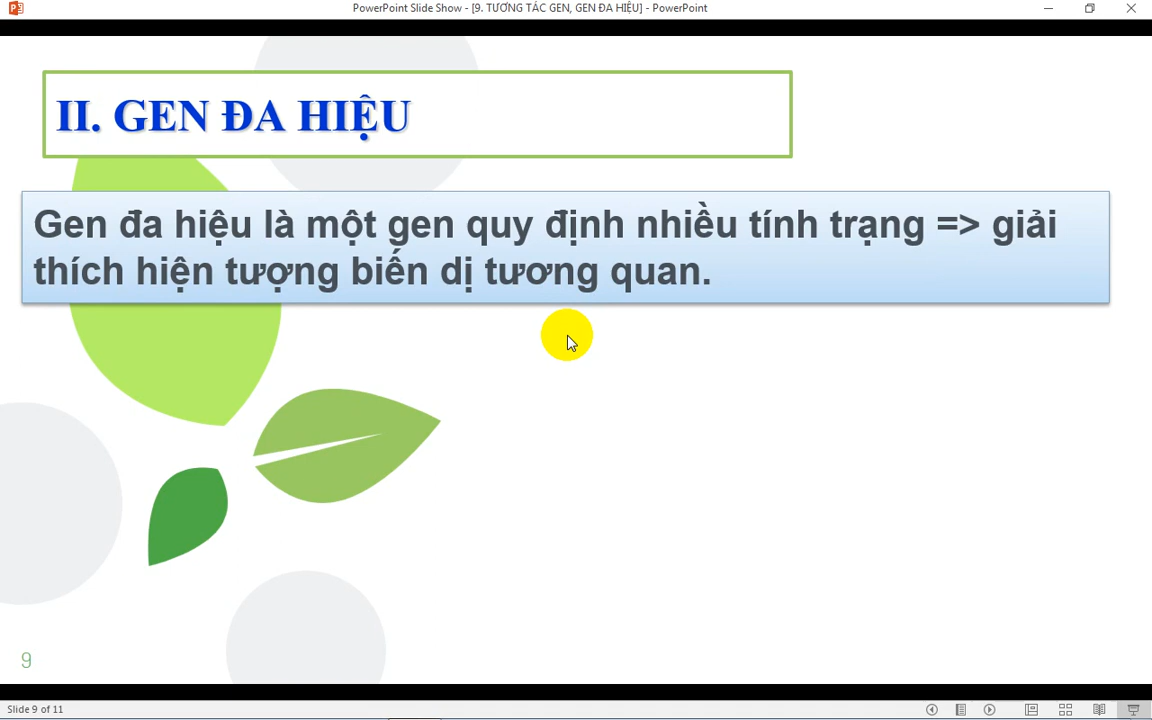 PowerPoint Slide Show - [9. TƯƠNG TÁC GEN, GEN ĐA HIỆU] - PowerPoint
II. GEN ĐA HIỆU
Gen đa hiệu là một gen quy định nhiều tính trạng => giải
thích hiện tượng biến dị tương quan.
9
Slide 9 of 11